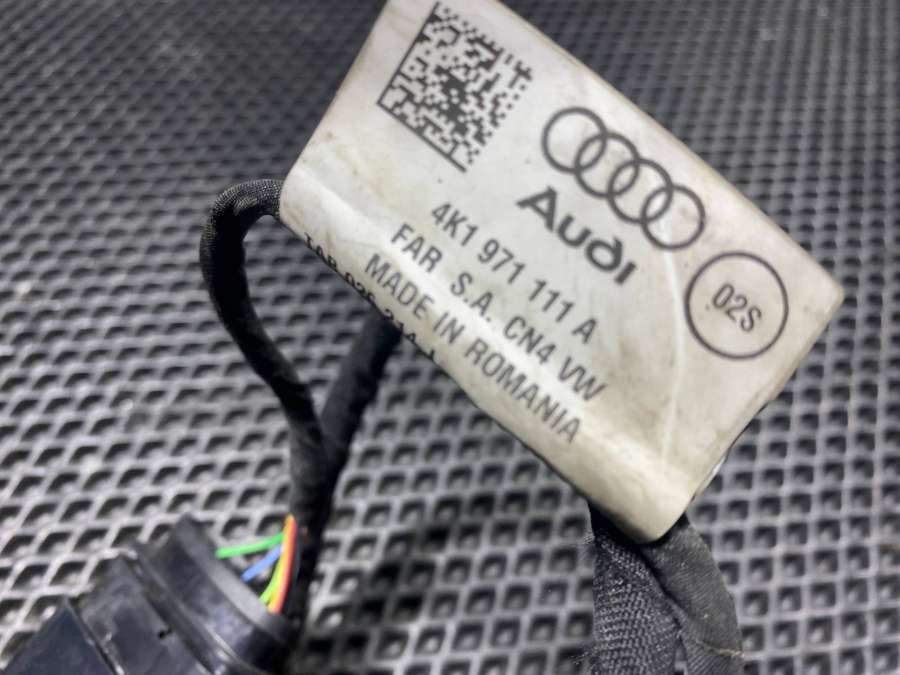 Audi
4K1 971 111 A
FAR S.A. CN4 VW
MADE IN ROMANIA
02S